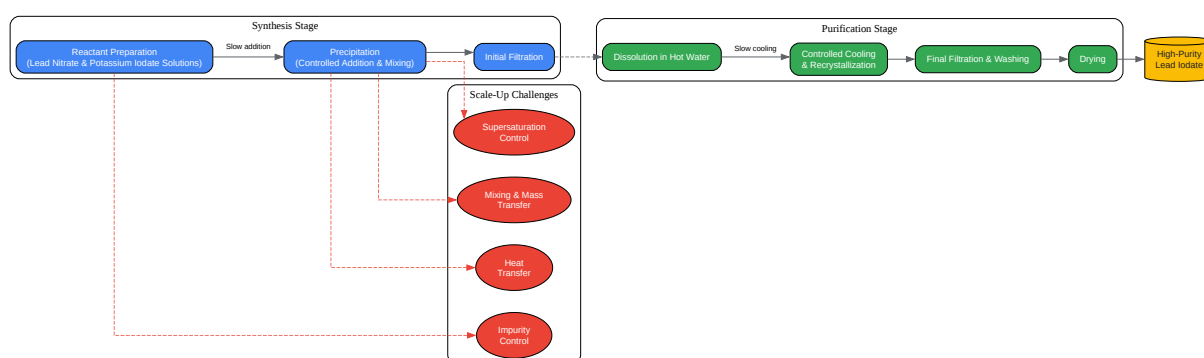 Synthesis Stage
Reactant Preparation
(Lead Nitrate & Potassium Iodate Solutions)
Slow addition
Precipitation
(Controlled Addition & Mixing)
Initial Filtration
Purification Stage
Dissolution in Hot Water
Slow cooling
Controlled Cooling
& Recrystallization
Final Filtration & Washing
Drying
High-Purity
Lead Iodate
Scale-Up Challenges
Supersaturation
Control
Mixing & Mass
Transfer
Heat
Transfer
Impurity
Control